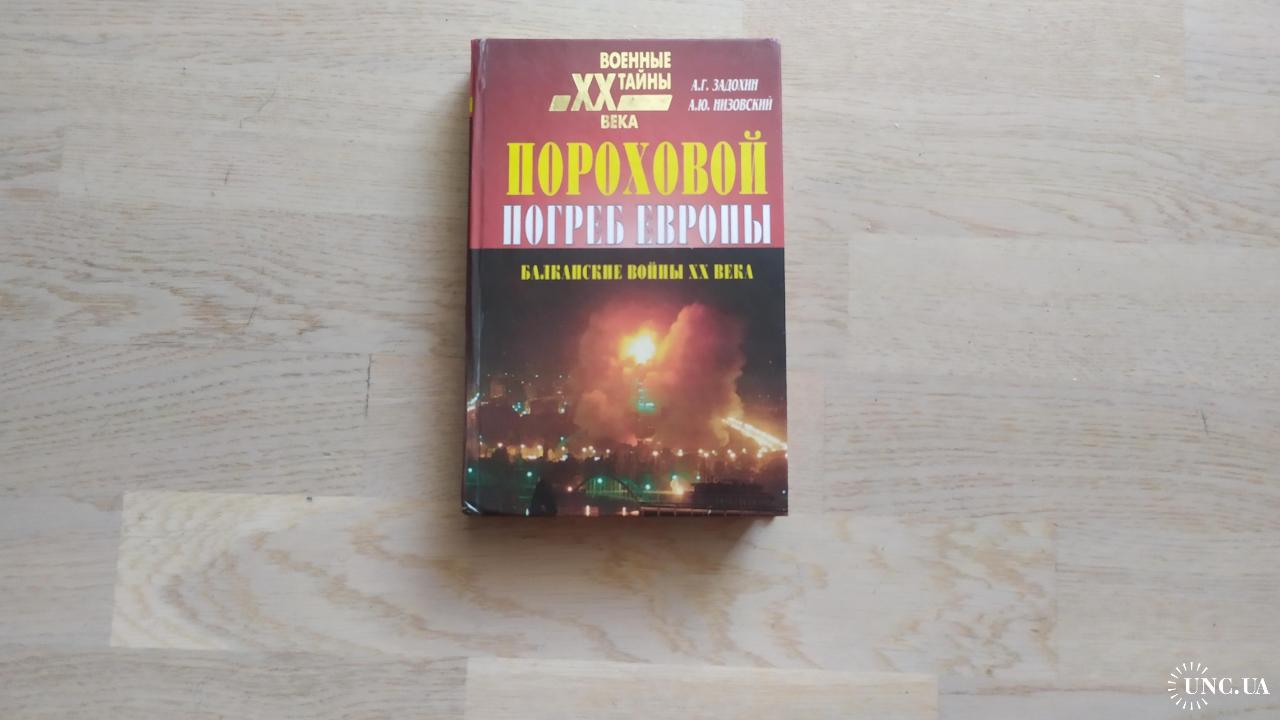 ВОЕННЫЕ
XX ТАЙНЫ
ВЕКА
А.Г. ЗАДОХИН
А.Ю. НИЗОВСКИЙ
ПОРОХОВОЙ
ПОГРЕБ ЕВРОПЫ
БАЛКАНСКИЕ ВОЙНЫ XX ВЕКА
UNC.UA